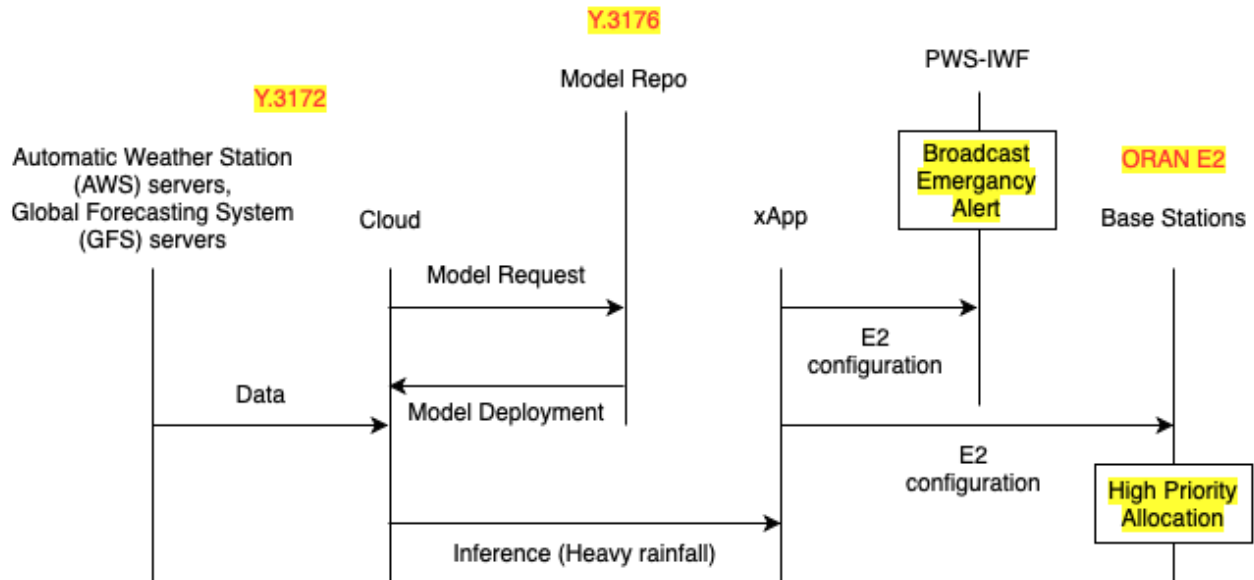 Y.3176
PWS-IWF
Model Repo
Y.3172
Automatic Weather Station
(AWS) servers,
Global Forecasting System
(GFS) servers
Cloud
xApp
Broadcast
Emergancy
Alert
ORAN E2
Base Stations
Model Request
E2
configuration
Data
Model Deployment
E2
configuration
High Priority
Allocation
Inference (Heavy rainfall)